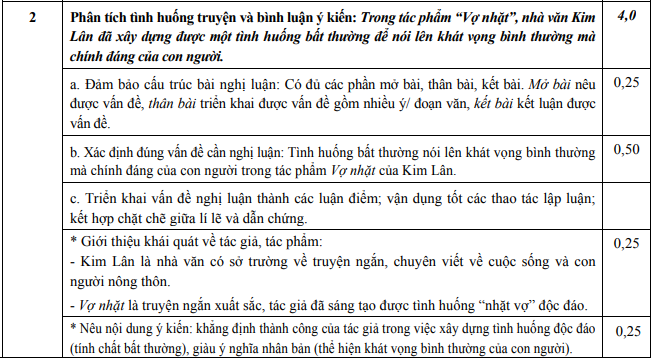 2
Phân tích tình huống truyện và bình luận ý kiến: Trong tác phẩm “Vợ nhặt”, nhà văn Kim
Lân đã xây dựng được một tình huống bất thường để nói lên khát vọng bình thường mà
chính đáng của con người.
4,0
a. Đảm bảo cấu trúc bài nghị luận: Có đủ các phần mở bài, thân bài, kết bài. Mở bài nêu
được vấn đề, thân bài triển khai được vấn đề gồm nhiều ý/ đoạn văn, kết bài kết luận được
vấn đề.
0,25
b. Xác định đúng vấn đề cần nghị luận: Tình huống bất thường nói lên khát vọng bình thường
mà chính đáng của con người trong tác phẩm Vợ nhặt của Kim Lân.
0,50
c. Triển khai vấn đề nghị luận thành các luận điểm; vận dụng tốt các thao tác lập luận;
kết hợp chặt chẽ giữa lí lẽ và dẫn chứng.
* Giới thiệu khái quát về tác giả, tác phẩm:
- Kim Lân là nhà văn có sở trường về truyện ngắn, chuyên viết về cuộc sống và con
người nông thôn.
- Vợ nhặt là truyện ngắn xuất sắc, tác giả đã sáng tạo được tình huống “nhặt vợ” độc đáo.
0,25
* Nêu nội dung ý kiến: khẳng định thành công của tác giả trong việc xây dựng tình huống độc đáo
(tính chất bất thường), giàu ý nghĩa nhân bản (thể hiện khát vọng bình thường của con người).
0,25